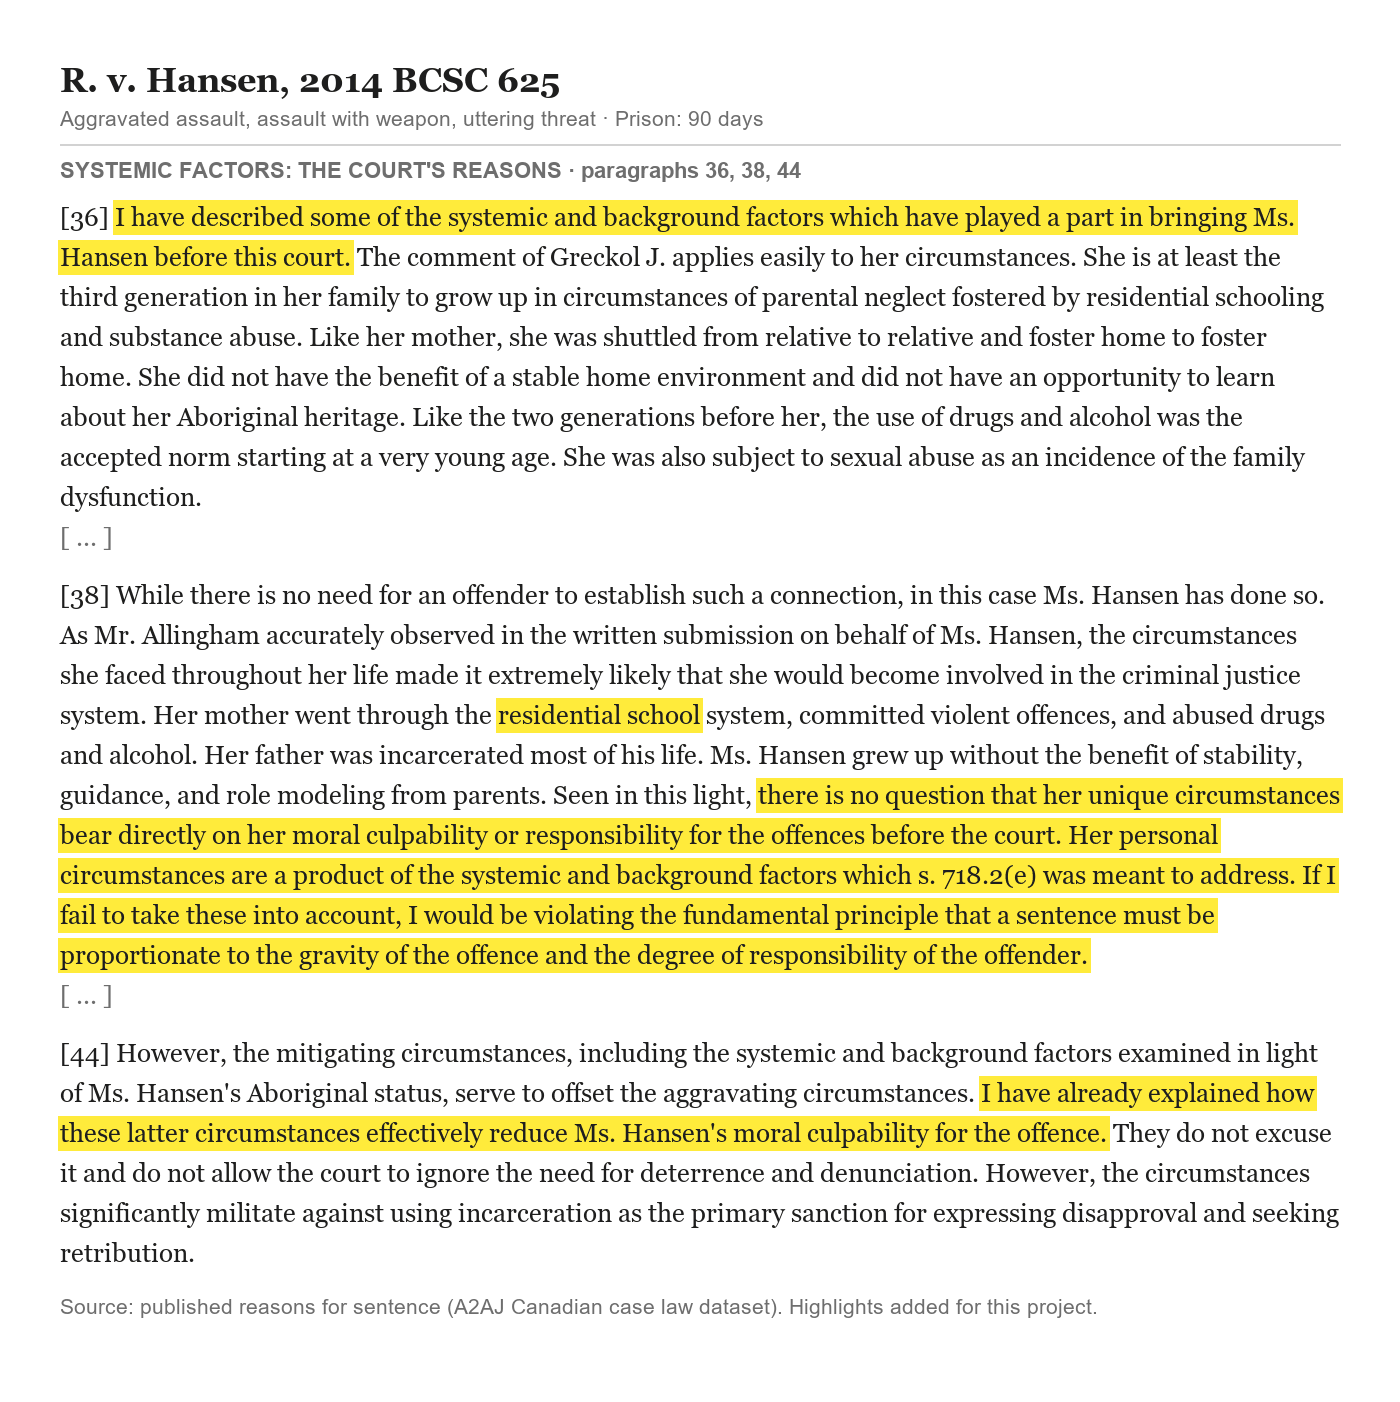 R. v. Hansen, 2014 BCSC 625
Aggravated assault, assault with weapon, uttering threat · Prison: 90 days
SYSTEMIC FACTORS: THE COURT'S REASONS · paragraphs 36, 38, 44
[36] I have described some of the systemic and background factors which have played a part in bringing Ms.
Hansen before this court. The comment of Greckol J. applies easily to her circumstances. She is at least the
third generation in her family to grow up in circumstances of parental neglect fostered by residential schooling
and substance abuse. Like her mother, she was shuttled from relative to relative and foster home to foster
home. She did not have the benefit of a stable home environment and did not have an opportunity to learn
about her Aboriginal heritage. Like the two generations before her, the use of drugs and alcohol was the
accepted norm starting at a very young age. She was also subject to sexual abuse as an incidence of the family
dysfunction.
[ ... ]
[38] While there is no need for an offender to establish such a connection, in this case Ms. Hansen has done so.
As Mr. Allingham accurately observed in the written submission on behalf of Ms. Hansen, the circumstances
she faced throughout her life made it extremely likely that she would become involved in the criminal justice
system. Her mother went through the residential school system, committed violent offences, and abused drugs
and alcohol. Her father was incarcerated most of his life. Ms. Hansen grew up without the benefit of stability,
guidance, and role modeling from parents. Seen in this light, there is no question that her unique circumstances
bear directly on her moral culpability or responsibility for the offences before the court. Her personal
circumstances are a product of the systemic and background factors which s. 718.2(e) was meant to address. If I
fail to take these into account, I would be violating the fundamental principle that a sentence must be
proportionate to the gravity of the offence and the degree of responsibility of the offender.
[ ... ]
[44] However, the mitigating circumstances, including the systemic and background factors examined in light
of Ms. Hansen's Aboriginal status, serve to offset the aggravating circumstances. I have already explained how
these latter circumstances effectively reduce Ms. Hansen's moral culpability for the offence. They do not excuse
it and do not allow the court to ignore the need for deterrence and denunciation. However, the circumstances
significantly militate against using incarceration as the primary sanction for expressing disapproval and seeking
retribution.
Source: published reasons for sentence (A2AJ Canadian case law dataset). Highlights added for this project.